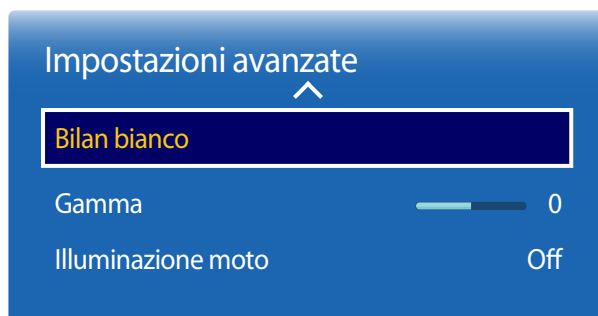 Impostazioni avanzate
Bilan bianco
Gamma 0
Illuminazione moto Off